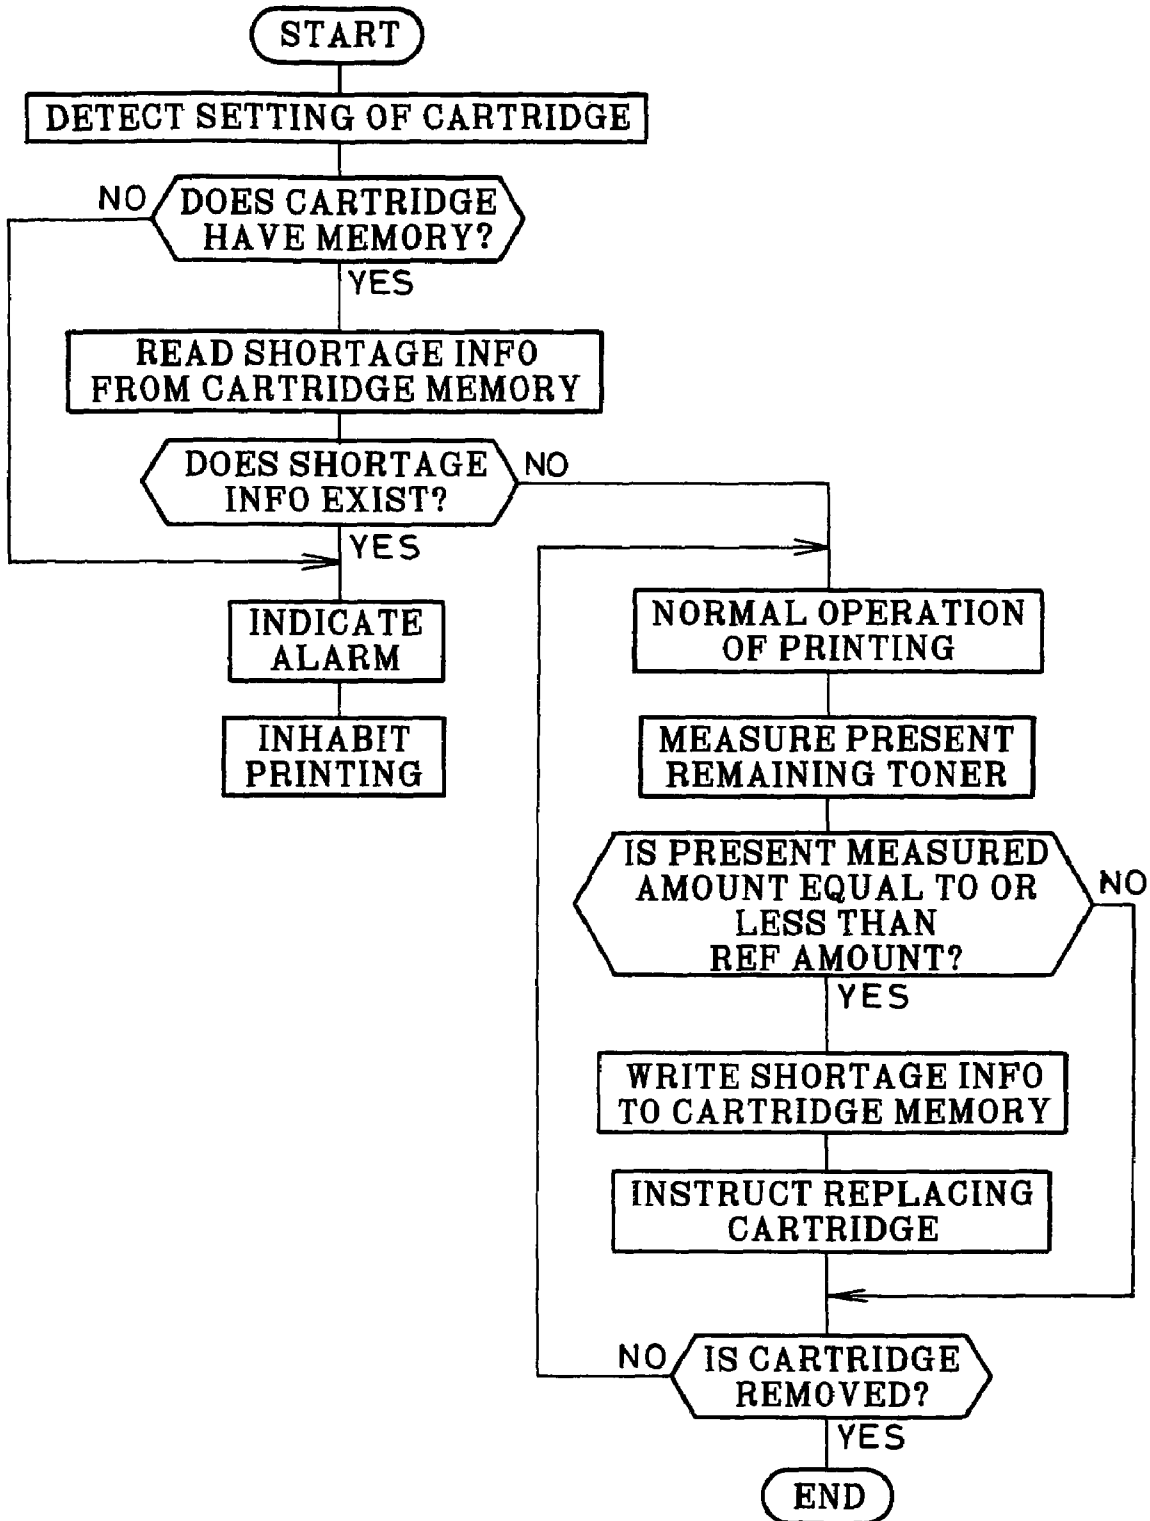 START
DETECT SETTING OF CARTRIDGE
NO
DOES CARTRIDGE
HAVE MEMORY?
YES
READ SHORTAGE INFO
FROM CARTRIDGE MEMORY
DOES SHORTAGE
INFO EXIST?
NO
YES
INDICATE
ALARM
INHABIT
PRINTING
NORMAL OPERATION
OF PRINTING
MEASURE PRESENT
REMAINING TONER
IS PRESENT MEASURED
AMOUNT EQUAL TO OR
LESS THAN
REF AMOUNT?
NO
YES
WRITE SHORTAGE INFO
TO CARTRIDGE MEMORY
INSTRUCT REPLACING
CARTRIDGE
NO
IS CARTRIDGE
REMOVED?
YES
END